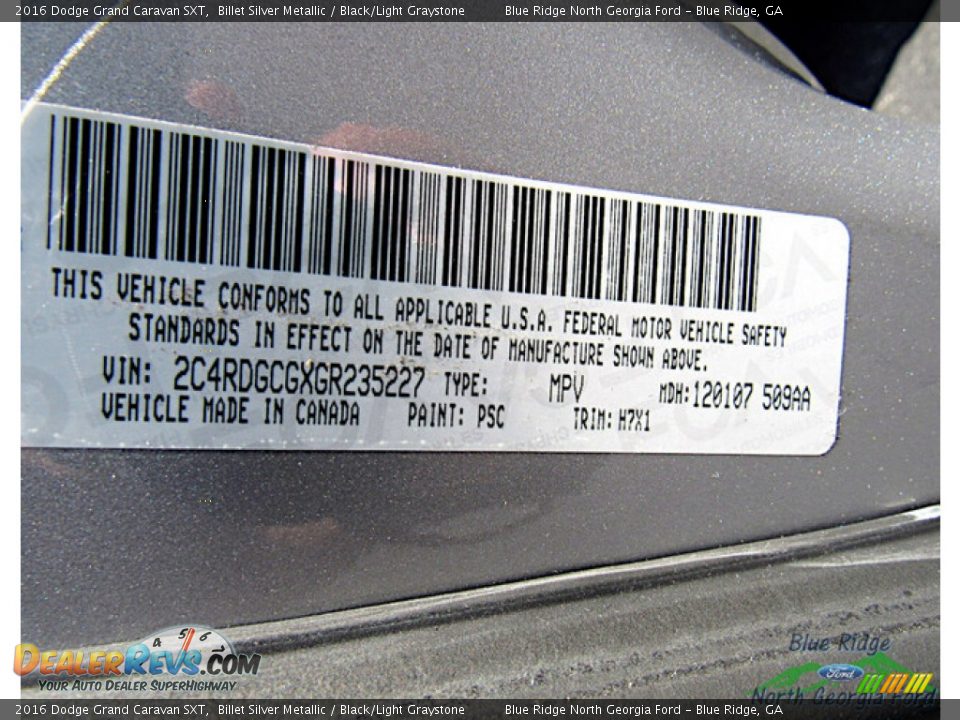 2016 Dodge Grand Caravan SXT, Billet Silver Metallic / Black/Light Graystone Blue Ridge North Georgia Ford - Blue Ridge, GA
THIS VEHICLE CONFORMS TO ALL APPLICABLE U.S.A. FEDERAL MOTOR VEHICLE SAFETY
STANDARDS IN EFFECT ON THE DATE OF MANUFACTURE SHOWN ABOVE.
VIN: 2C4RDGCGXGR235227 TYPE: MPV MDH: 120107 509AA
VEHICLE MADE IN CANADA PAINT: PSC TRIM: H7X1
4 5 6
DEALERREVS.COM
YOUR AUTO DEALER SUPERHIGHWAY
Blue Ridge
Ford
North Georgia Ford
2016 Dodge Grand Caravan SXT, Billet Silver Metallic / Black/Light Graystone Blue Ridge North Georgia Ford - Blue Ridge, GA